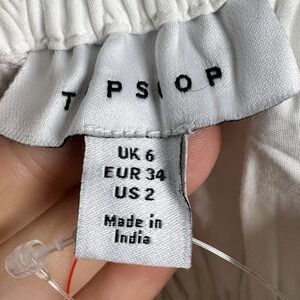 TOPSHOP
UK 6
EUR 34
US 2
Made in
India